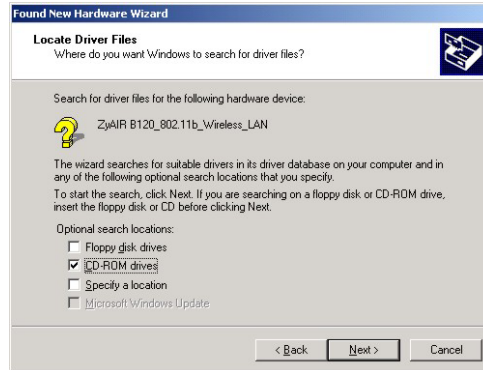 Found New Hardware Wizard
Locate Driver Files
Where do you want Windows to search for driver files?
Search for driver files for the following hardware device:
ZyAIR B120_802.11b_Wireless_LAN
The wizard searches for suitable drivers in its driver database on your computer and in
any of the following optional search locations that you specify.
To start the search, click Next. If you are searching on a floppy disk or CD-ROM drive,
insert the floppy disk or CD before clicking Next.
Optional search locations:
Floppy disk drives
CD-ROM drives
Specify a location
Microsoft Windows Update
< Back Next > Cancel